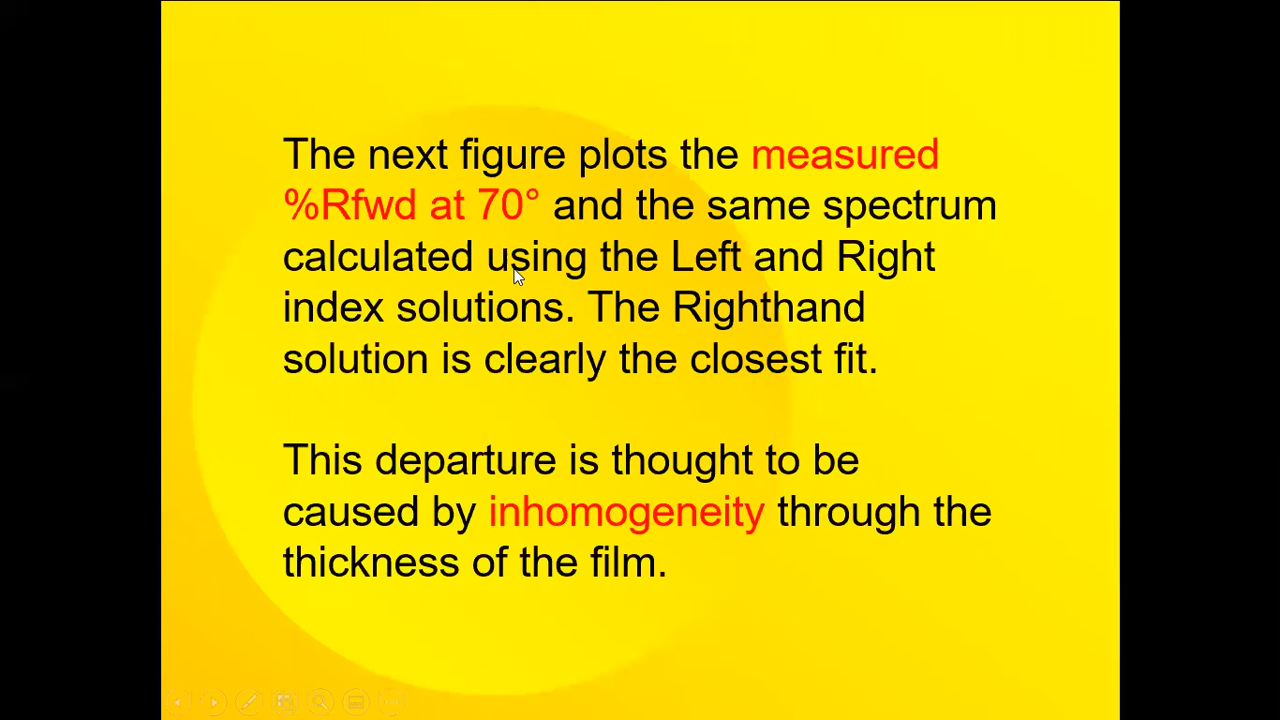 The next figure plots the measured
%Rfwd at 70° and the same spectrum
calculated using the Left and Right
index solutions. The Righthand
solution is clearly the closest fit.
This departure is thought to be
caused by inhomogeneity through the
thickness of the film.